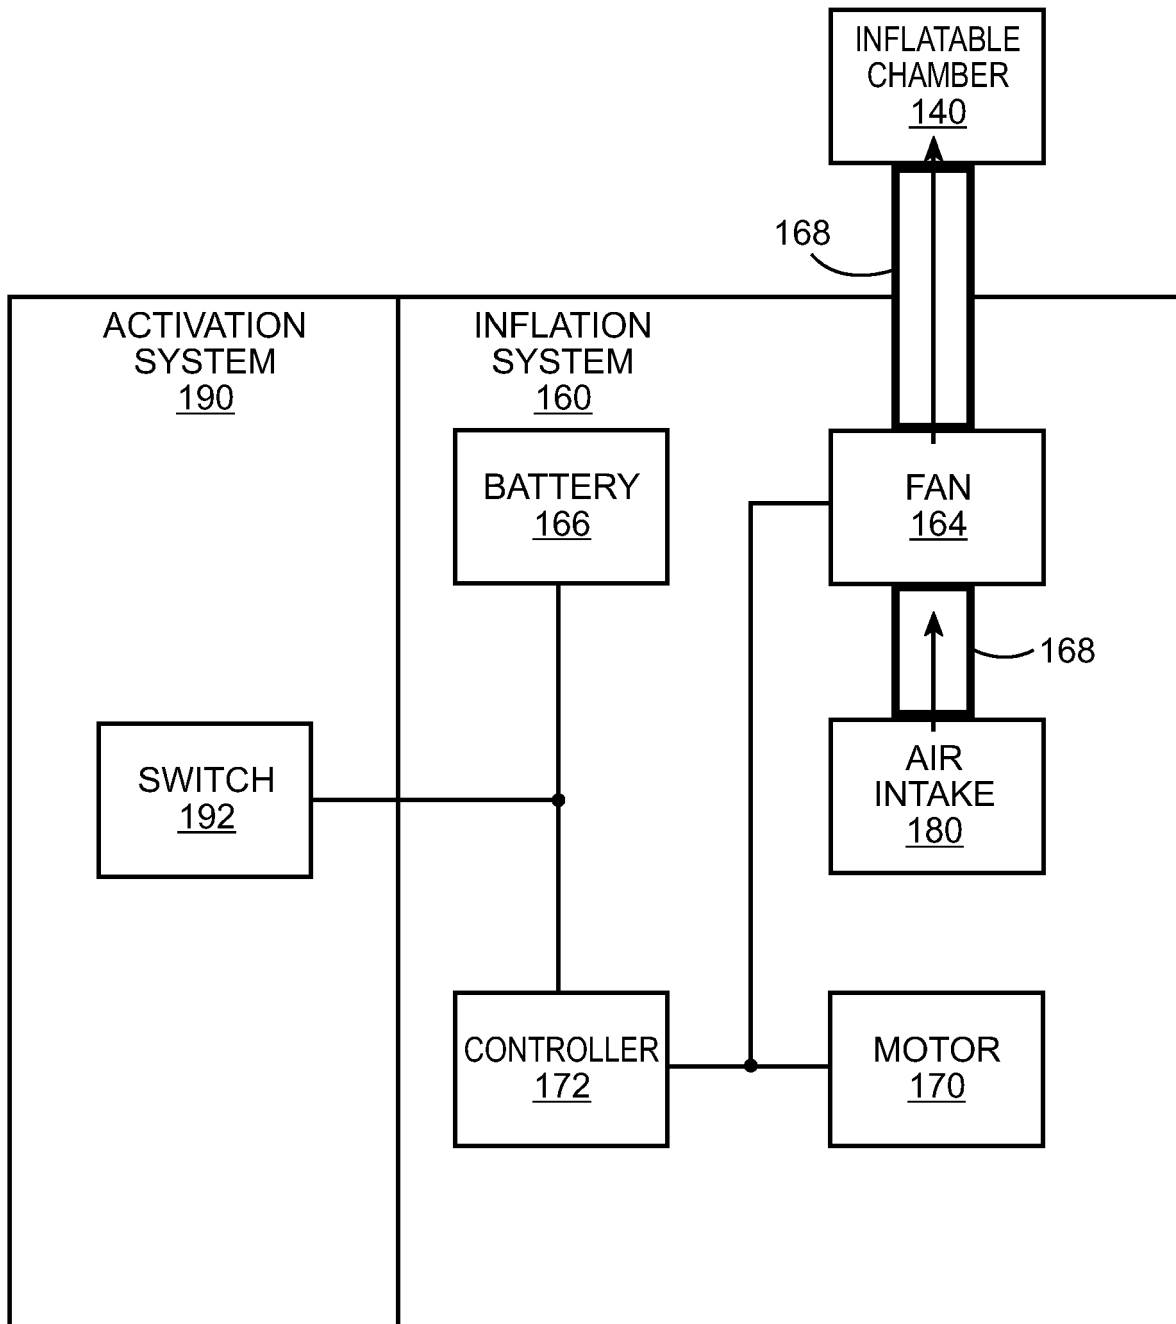 INFLATABLE
CHAMBER
140
168
ACTIVATION
SYSTEM
190
INFLATION
SYSTEM
160
BATTERY
166
FAN
164
168
SWITCH
192
AIR
INTAKE
180
CONTROLLER
172
MOTOR
170